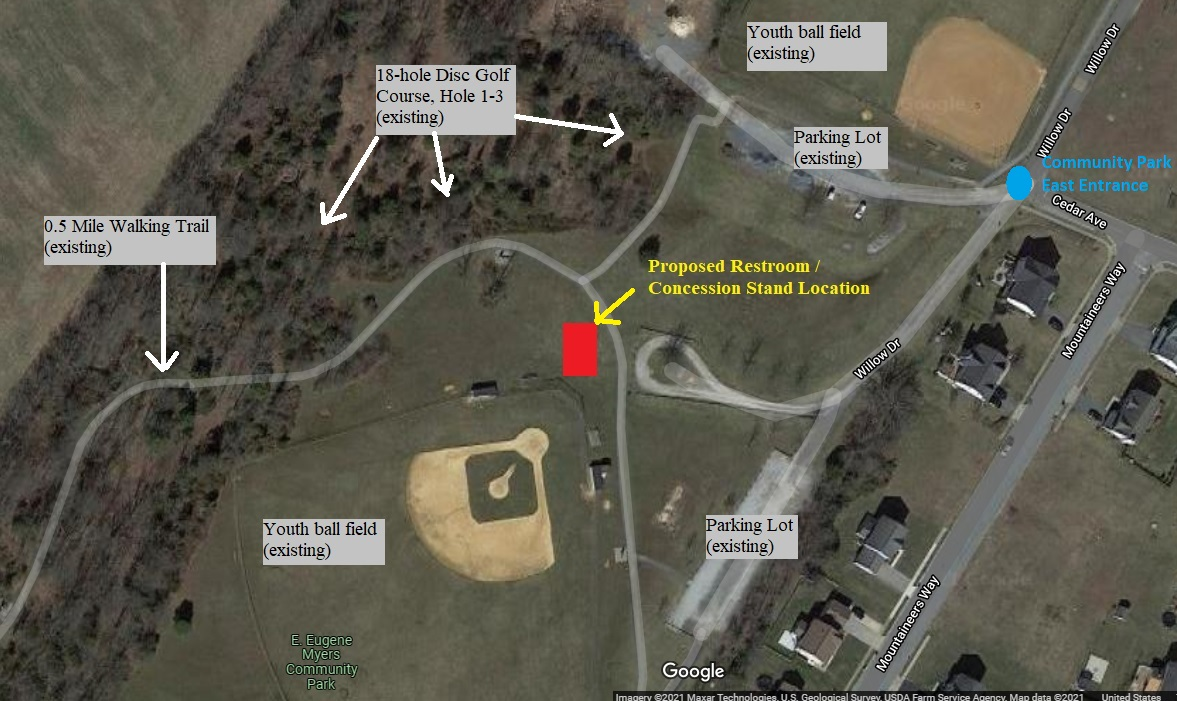 Youth ball field
(existing)
Willow Dr
18-hole Disc Golf
Course, Hole 1-3
(existing)
Google
Willow Dr
Parking Lot
(existing)
Community Park
East Entrance
Cedar Ave
0.5 Mile Walking Trail
(existing)
Proposed Restroom /
Concession Stand Location
Mountaineers Way
Willow Dr
Youth ball field
(existing)
Parking Lot
(existing)
Mountaineers Way
E. Eugene
Myers
Community
Park
Google
Imagery ©2021 Maxar Technologies, U.S. Geological Survey, USDA Farm Service Agency, Map data ©2021 United States